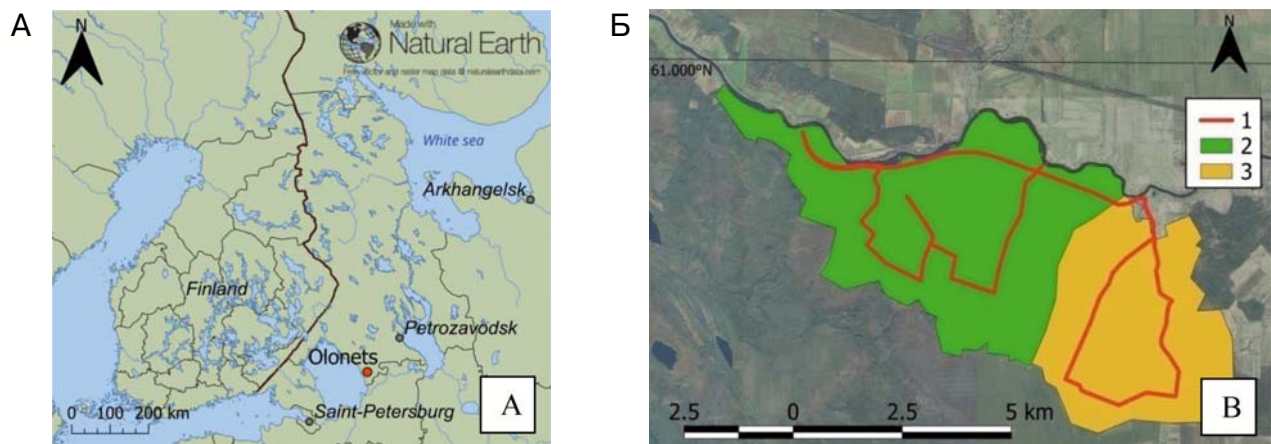 А
N
Made with
Natural Earth
Free vector and raster map data @ naturalearthdata.com
White sea
Arkhangelsk
Finland
Petrozavodsk
Olonets
Saint-Petersburg
0 100 200 km
A
Б
N
61.000°N
1
2
3
2.5 0 2.5 5 km
B